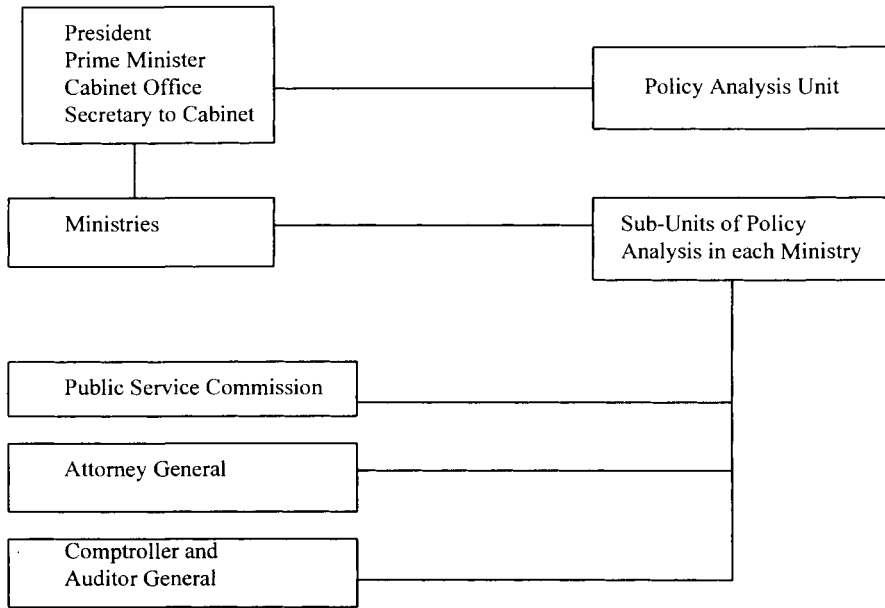 President
Prime Minister
Cabinet Office
Secretary to Cabinet
Policy Analysis Unit
Ministries
Sub-Units of Policy
Analysis in each Ministry
Public Service Commission
Attorney General
Comptroller and
Auditor General